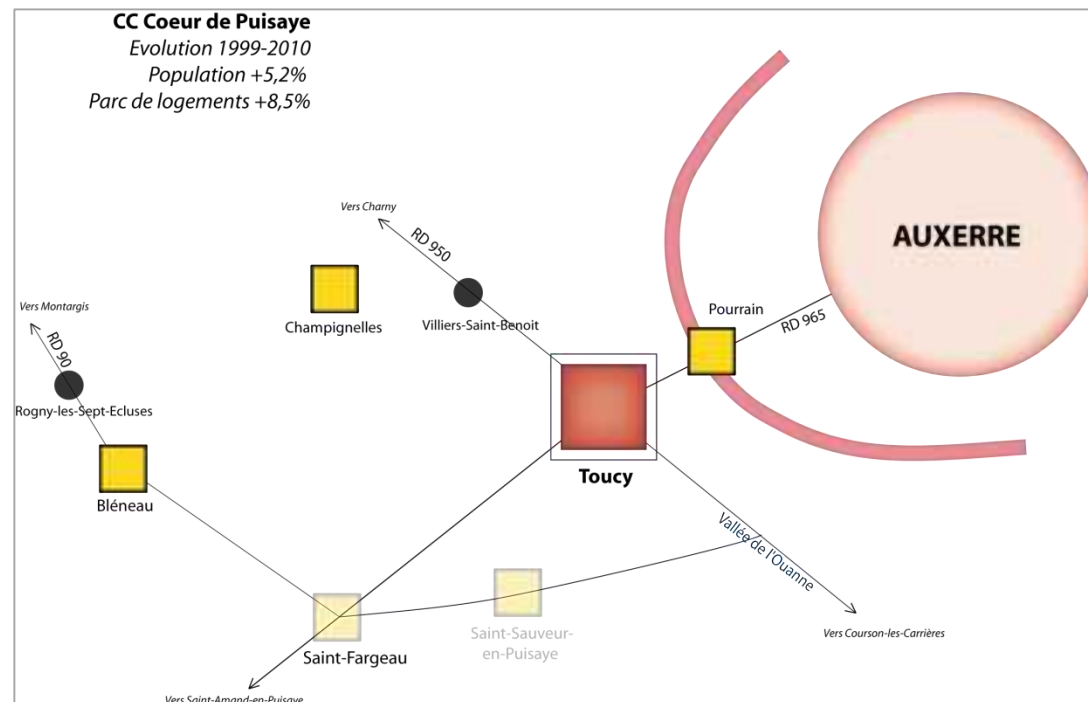 CC Coeur de Puisaye
Evolution 1999-2010
Population +5,2%
Parc de logements +8,5%
AUXERRE
Vers Charny
RD 950
Villiers-Saint-Benoit
Champignelles
Pourrain
RD 965
Vers Montargis
RD 90
Rogny-les-Sept-Ecluses
Bléneau
Toucy
Vallée de l'Ouanne
Vers Courson-les-Carrières
Saint-Sauveur-
en-Puisaye
Saint-Fargeau
Vers Saint-Amand-en-Puisaye